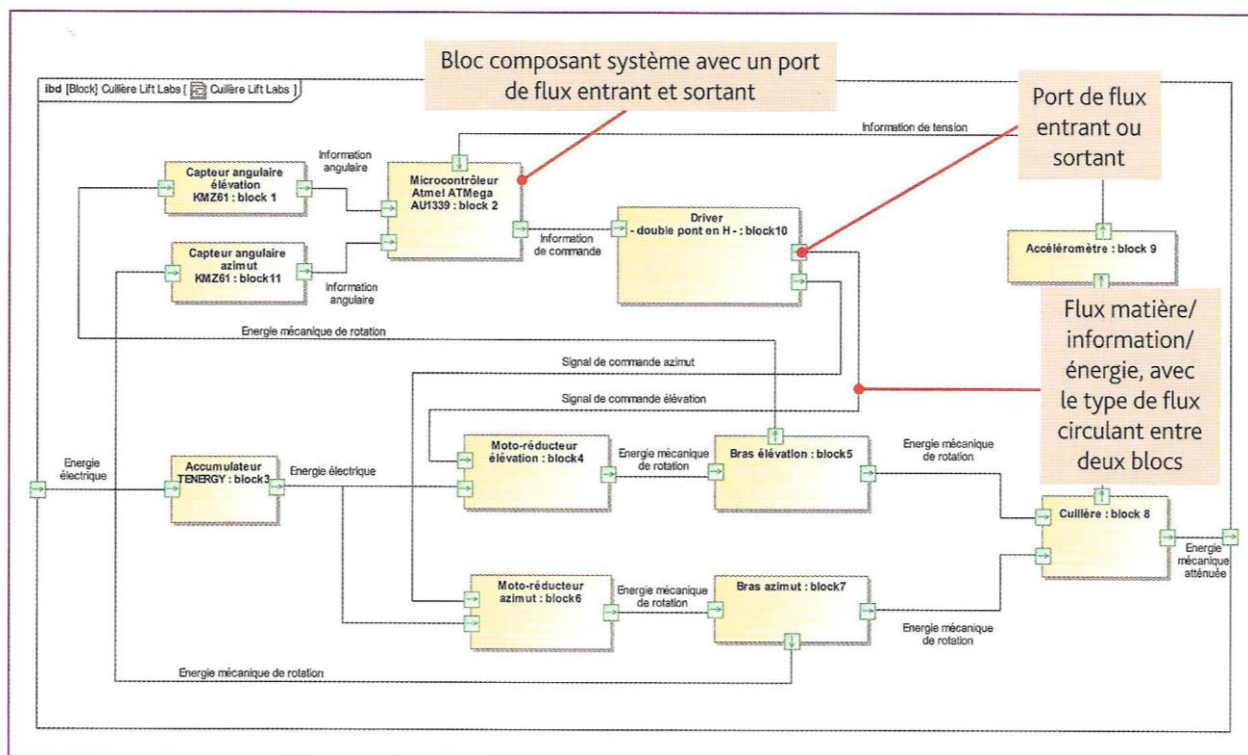 Bloc composant système avec un port
de flux entrant et sortant
Port de flux
entrant ou
sortant
ibd [Block] Cuillère Lift Labs [ Cuillère Lift Labs ]
Information de tension
Capteur angulaire
élévation
KMZ61 : block 1
Information
angulaire
Microcontrôleur
Atmel ATMega
AU1339 : block 2
Driver
- double pont en H - : block10
Information
de commande
Capteur angulaire
azimut
KMZ61 : block11
Information
angulaire
Accéléromètre : block 9
Flux matière/
information/
énergie, avec
le type de flux
circulant entre
deux blocs
Energie mécanique de rotation
Signal de commande azimut
Signal de commande élévation
Energie
électrique
Accumulateur
TENERGY : block3
Energie électrique
Moto-réducteur
élévation : block4
Energie mécanique
de rotation
Bras élévation : block5
Energie mécanique
de rotation
Cuillère : block 8
Energie
mécanique
atténuée
Moto-réducteur
azimut : block6
Energie mécanique
de rotation
Bras azimut : block7
Energie mécanique
de rotation
Energie mécanique de rotation